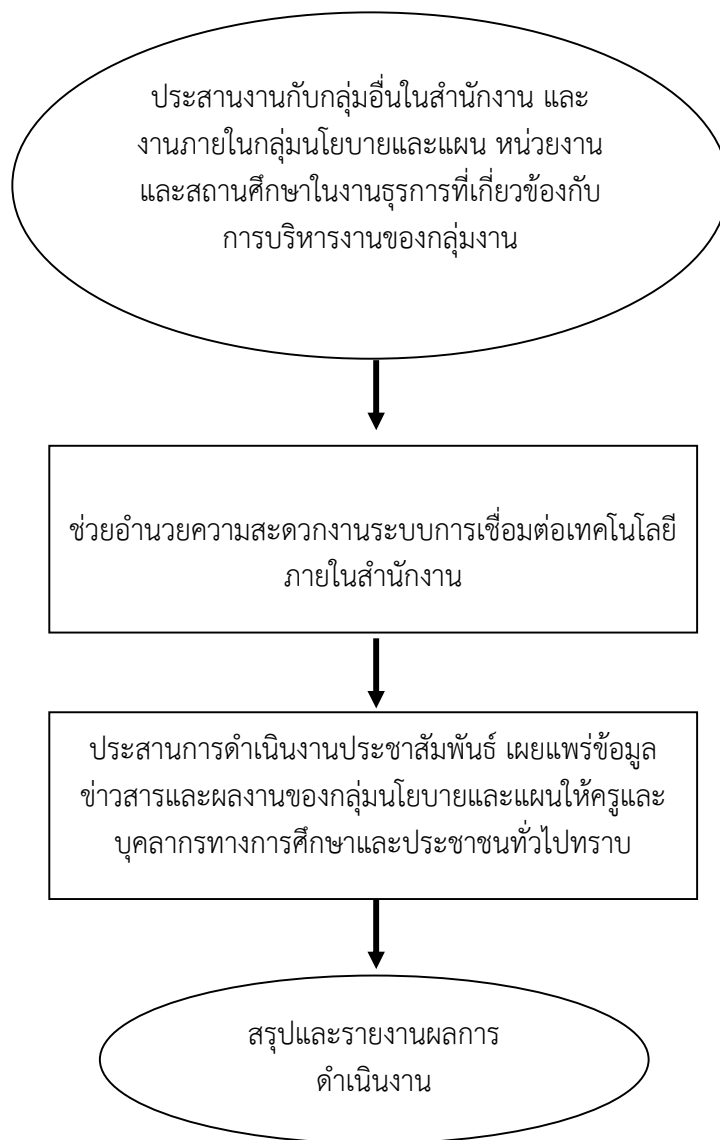 ประสานงานกับกลุ่มอื่นในสำนักงาน และ
งานภายในกลุ่มนโยบายและแผน หน่วยงาน
และสถานศึกษาในงานธุรการที่เกี่ยวข้องกับ
การบริหารงานของกลุ่มงาน
ช่วยอำนวยความสะดวกงานระบบการเชื่อมต่อเทคโนโลยี
ภายในสำนักงาน
ประสานการดำเนินงานประชาสัมพันธ์ เผยแพร่ข้อมูล
ข่าวสารและผลงานของกลุ่มนโยบายและแผนให้ครูและ
บุคลากรทางการศึกษาและประชาชนทั่วไปทราบ
สรุปและรายงานผลการ
ดำเนินงาน